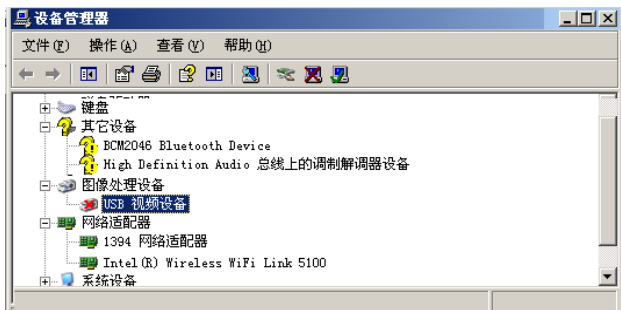 设备管理器
文件(F) 操作(A) 查看(V) 帮助(H)
键盘
其它设备
BCM2046 Bluetooth Device
High Definition Audio 总线上的调制解调器设备
图像处理设备
USB 视频设备
网络适配器
1394 网络适配器
Intel(R) Wireless WiFi Link 5100
系统设备